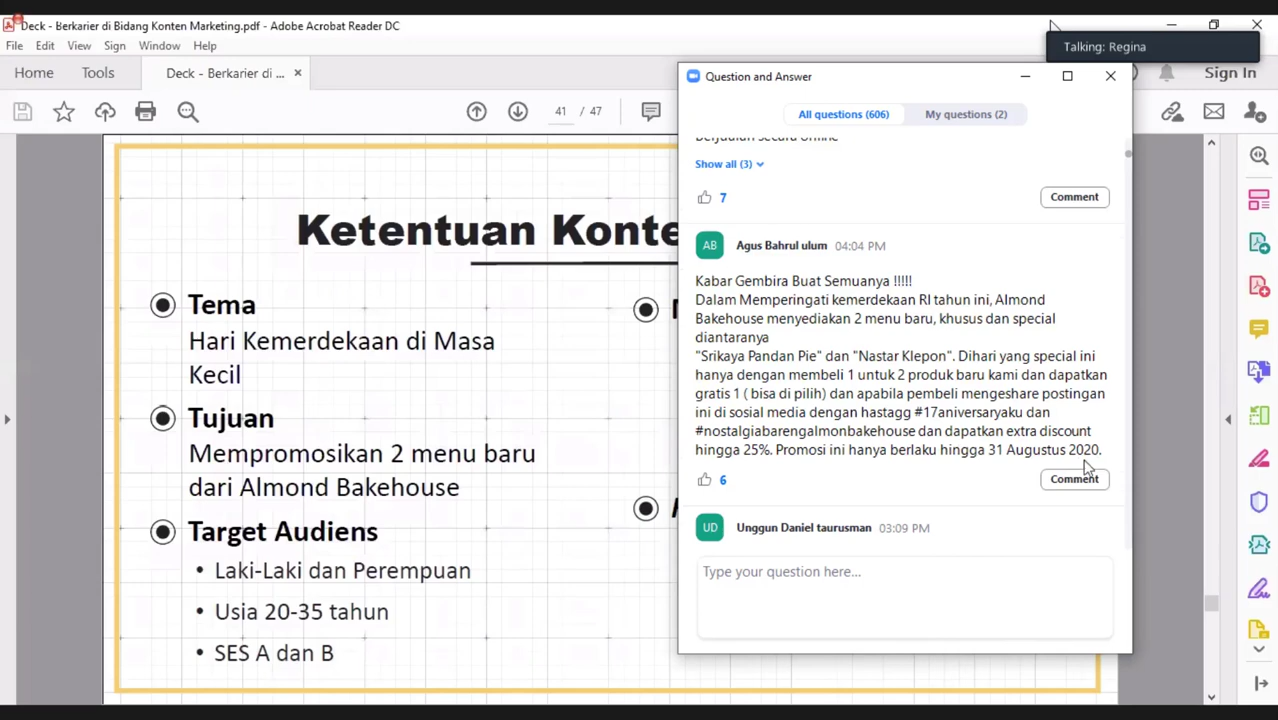 Deck - Berkarier di Bidang Konten Marketing.pdf - Adobe Acrobat Reader DC
Talking: Regina
File Edit View Sign Window Help
Home Tools Deck - Berkarier di ... ×
Sign In
41 / 47
Ketentuan Konte
Tema
Hari Kemerdekaan di Masa
Kecil
Tujuan
Mempromosikan 2 menu baru
dari Almond Bakehouse
Target Audiens
• Laki-Laki dan Perempuan
• Usia 20-35 tahun
• SES A dan B
Question and Answer
All questions (606) My questions (2)
Berjualan secara online
Show all (3)
7 Comment
AB Agus Bahrul ulum 04:04 PM
Kabar Gembira Buat Semuanya !!!!!
Dalam Memperingati kemerdekaan RI tahun ini, Almond
Bakehouse menyediakan 2 menu baru, khusus dan special
diantaranya
"Srikaya Pandan Pie" dan "Nastar Klepon". Dihari yang special ini
hanya dengan membeli 1 untuk 2 produk baru kami dan dapatkan
gratis 1 ( bisa di pilih) dan apabila pembeli mengeshare postingan
ini di sosial media dengan hastagg #17aniversaryaku dan
#nostalgiabarengalmonbakehouse dan dapatkan extra discount
hingga 25%. Promosi ini hanya berlaku hingga 31 Augustus 2020.
6 Comment
UD Unggun Daniel taurusman 03:09 PM
Type your question here...